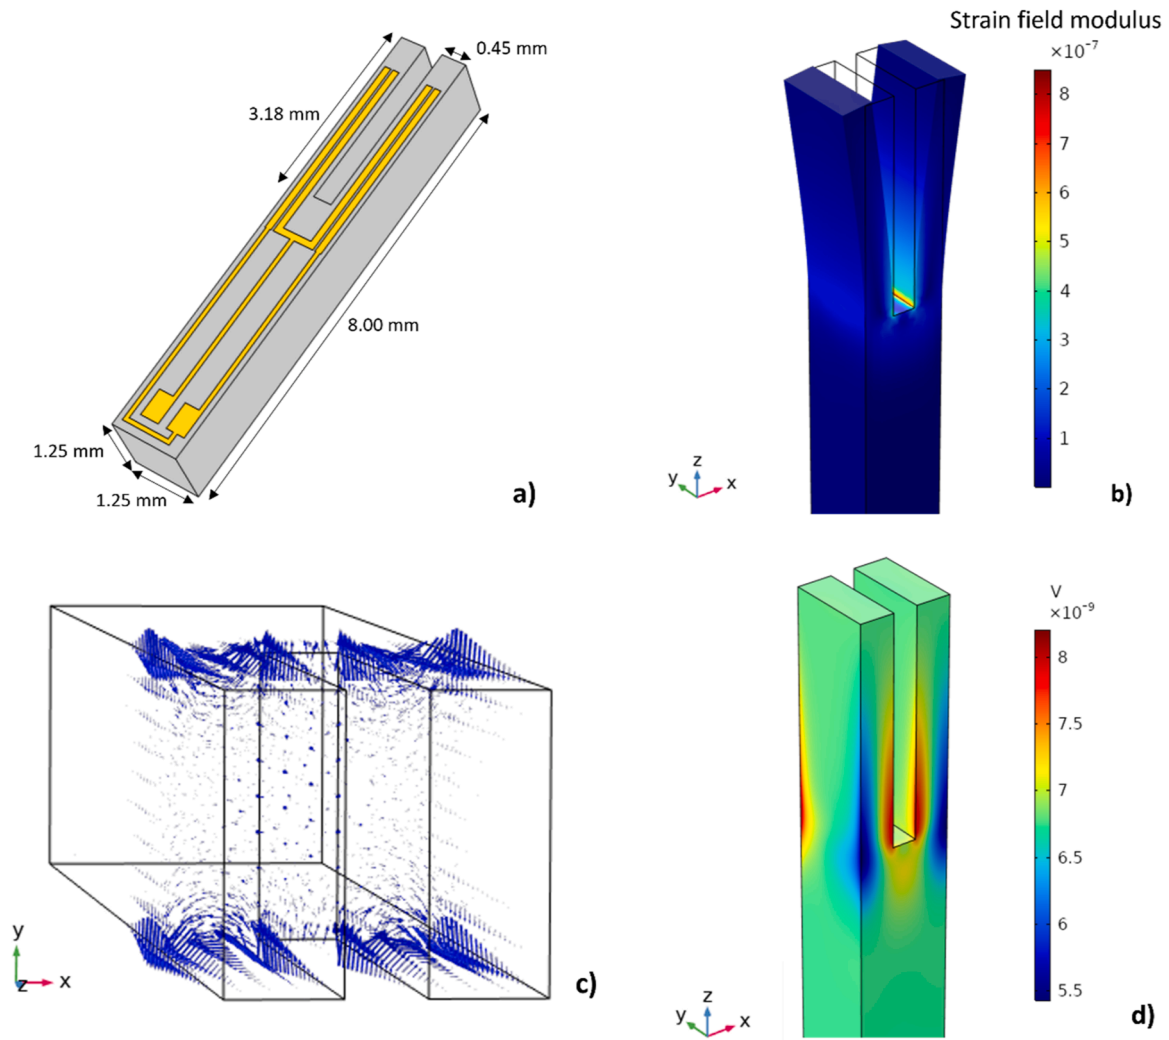 0.45 mm
3.18 mm
8.00 mm
1.25 mm
1.25 mm
a)
Strain field modulus
×10⁻⁷
8
7
6
5
4
3
2
1
z
y
x
b)
y
z
x
c)
V
×10⁻⁹
8
7.5
7
6.5
6
5.5
z
y
x
d)